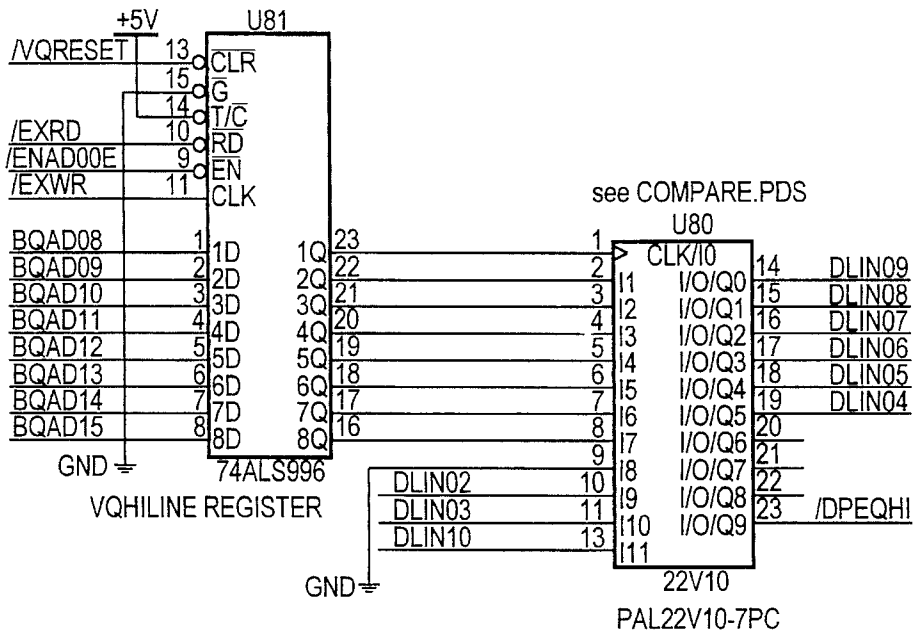 +5V
U81
/VQRESET 13 CLR
15 G
14 T/C
/EXRD 10 RD
/ENAD00E 9 EN
/EXWR 11 CLK
BQAD08 1 1D 1Q 23
BQAD09 2 2D 2Q 22
BQAD10 3 3D 3Q 21
BQAD11 4 4D 4Q 20
BQAD12 5 5D 5Q 19
BQAD13 6 6D 6Q 18
BQAD14 7 7D 7Q 17
BQAD15 8 8D 8Q 16
GND
74ALS996
VQHILINE REGISTER
see COMPARE.PDS
U80
1 CLK/I0
2 I1 I/O/Q0 14 DLIN09
3 I2 I/O/Q1 15 DLIN08
4 I3 I/O/Q2 16 DLIN07
5 I4 I/O/Q3 17 DLIN06
6 I5 I/O/Q4 18 DLIN05
7 I6 I/O/Q5 19 DLIN04
8 I7 I/O/Q6 20
9 I8 I/O/Q7 21
DLIN02 10 I9 I/O/Q8 22
DLIN03 11 I10 I/O/Q9 23 /DPEQHI
DLIN10 13 I11
GND
22V10
PAL22V10-7PC